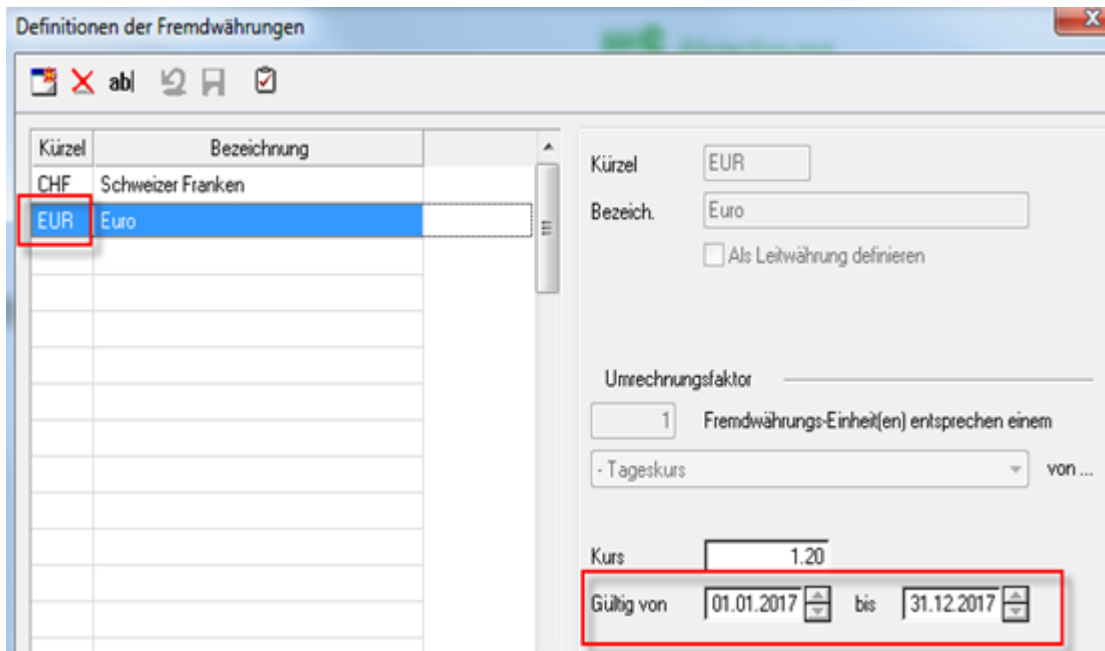 Definitionen der Fremdwährungen
ab
Kürzel Bezeichnung
CHF Schweizer Franken
EUR Euro
Kürzel EUR
Bezeich. Euro
Als Leitwährung definieren
Umrechnungsfaktor
1 Fremdwährungs-Einheit(en) entsprechen einem
- Tageskurs von ...
Kurs 1.20
Gültig von 01.01.2017 bis 31.12.2017